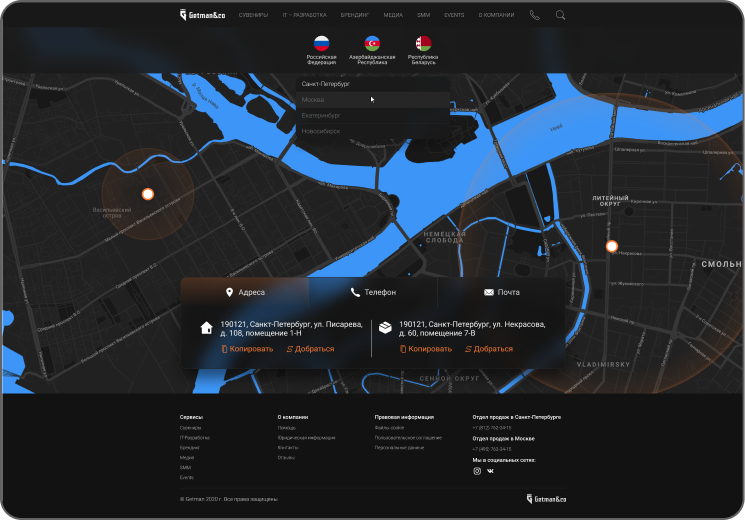 Getman&co
СУВЕНИРЫ
IT – РАЗРАБОТКА
БРЕНДИНГ
МЕДИА
SMM
EVENTS
О КОМПАНИИ
Российская
Федерация
Азербайджанская
Республика
Республика
Беларусь
Санкт-Петербург
Москва
Екатеринбург
Новосибирск
Нева
Васильевский
остров
НЕМЕЦКАЯ
СЛОБОДА
ЛИТЕЙНЫЙ
ОКРУГ
СМОЛЬН
Адреса
Телефон
Почта
190121, Санкт-Петербург, ул. Писарева,
д. 108, помещение 1-Н
Копировать
Добраться
190121, Санкт-Петербург, ул. Некрасова,
д. 60, помещение 7-В
Копировать
Добраться
VLADIMIRSKY
СЕННОЙ ОКРУГ
Сервисы
Сувениры
IT-Разработка
Брендинг
Медиа
SMM
Events
О компании
Помощь
Юридическая информация
Контакты
Отзывы
Правовая информация
Файлы cookie
Пользовательское соглашение
Персональные данные
Отдел продаж в Санкт-Петербурге
+7 (812) 762-34-15
Отдел продаж в Москве
+7 (495) 762-34-15
Мы в социальных сетях:
© Getman 2020 г. Все права защищены.
Getman&co